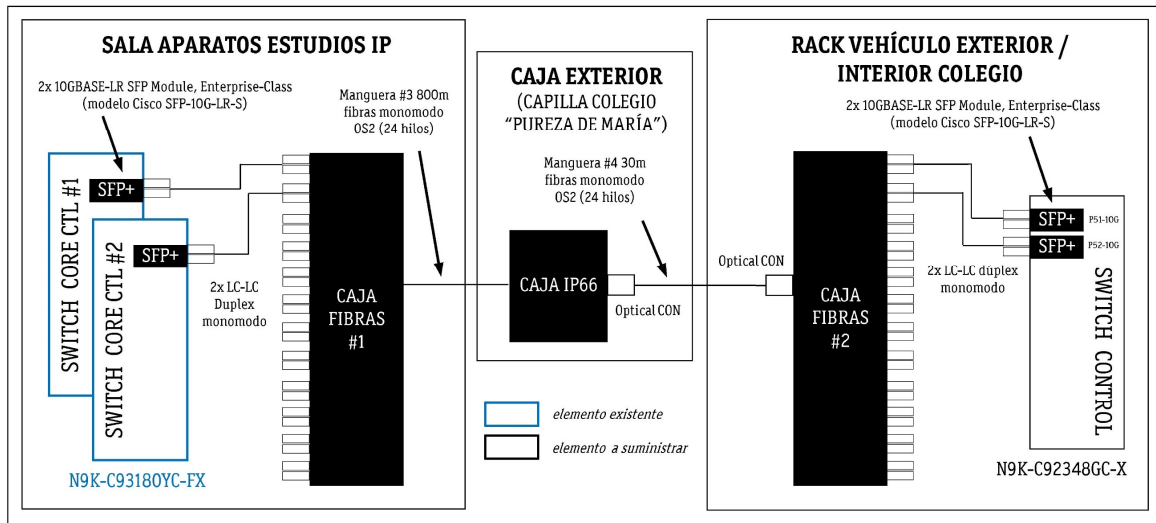 SALA APARATOS ESTUDIOS IP
2x 10GBASE-LR SFP Module, Enterprise-Class
(modelo Cisco SFP-10G-LR-S)
Manguera #3 800m
fibras monomodo
OS2 (24 hilos)
SWITCH CORE CTL #1
SFP+
SWITCH CORE CTL #2
SFP+
2x LC-LC
Duplex
monomodo
CAJA
FIBRAS
#1
N9K-C93180YC-FX
CAJA EXTERIOR
(CAPILLA COLEGIO
“PUREZA DE MARÍA”)
Manguera #4 30m
fibras monomodo
OS2 (24 hilos)
CAJA IP66
Optical CON
elemento existente
elemento a suministrar
RACK VEHÍCULO EXTERIOR /
INTERIOR COLEGIO
2x 10GBASE-LR SFP Module, Enterprise-Class
(modelo Cisco SFP-10G-LR-S)
Optical CON
CAJA
FIBRAS
#2
SFP+ P51-10G
SFP+ P52-10G
2x LC-LC dúplex
monomodo
SWITCH CONTROL
N9K-C92348GC-X